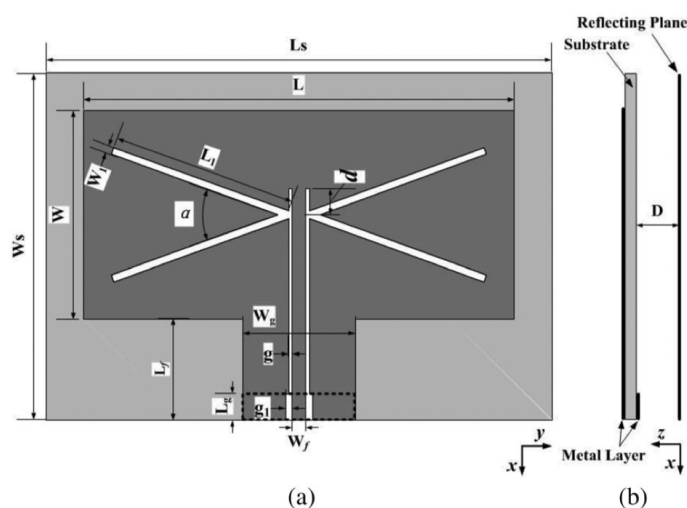 Ls
Reflecting Plane
Substrate
L
L1
W1
d
W
α
Ws
D
Wg
g
Lf
Lg
g1
Wf
y
x
Metal Layer
z
x
(a)
(b)